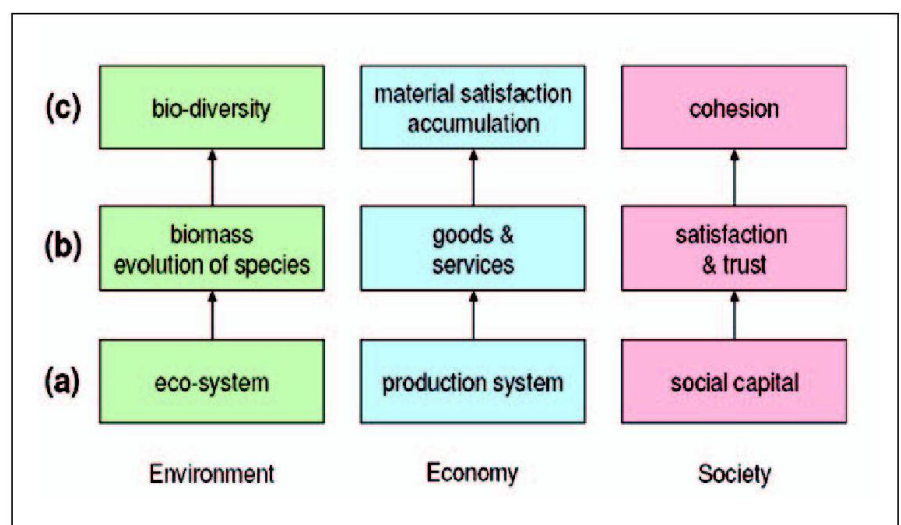 (c)
bio-diversity
material satisfaction
accumulation
cohesion
(b)
biomass
evolution of species
goods &
services
satisfaction
& trust
(a)
eco-system
production system
social capital
Environment
Economy
Society